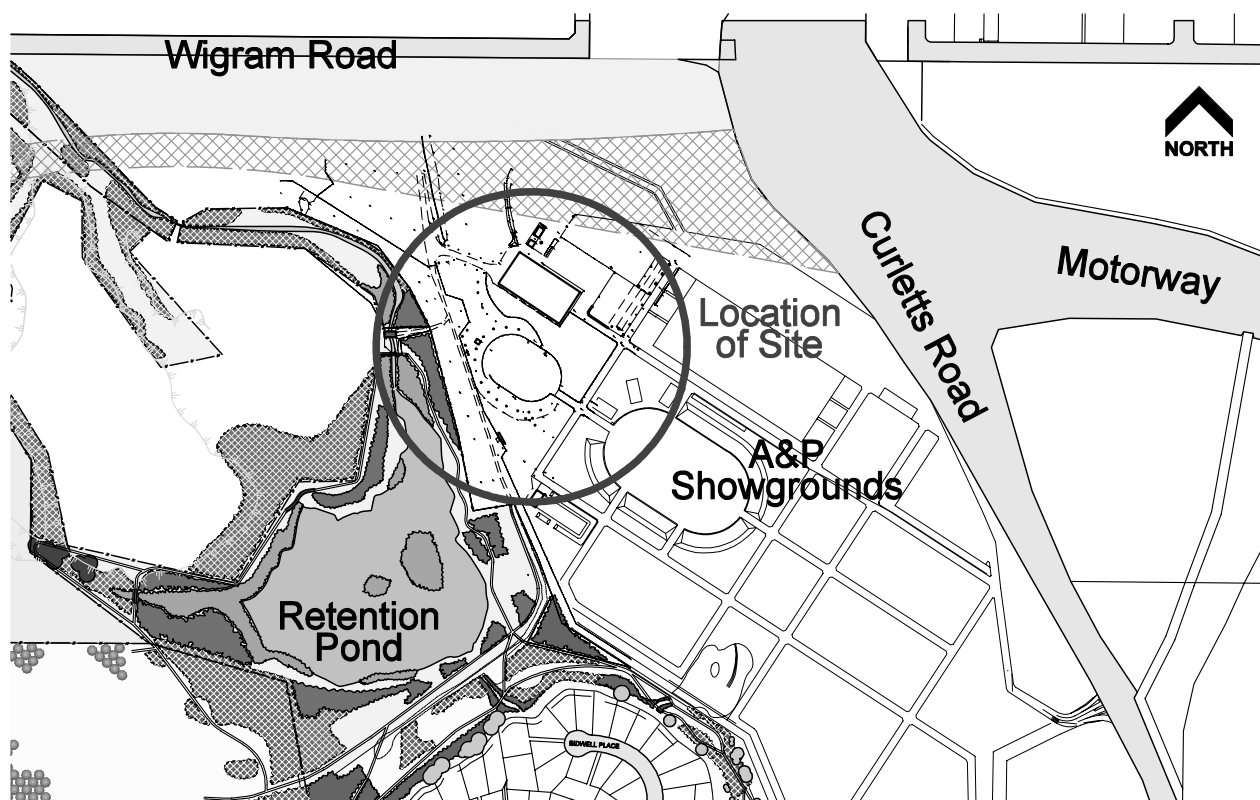 Wigram Road
NORTH
Curletts Road
Motorway
Location
of Site
A&P
Showgrounds
Retention
Pond
BIDWELL PLACE